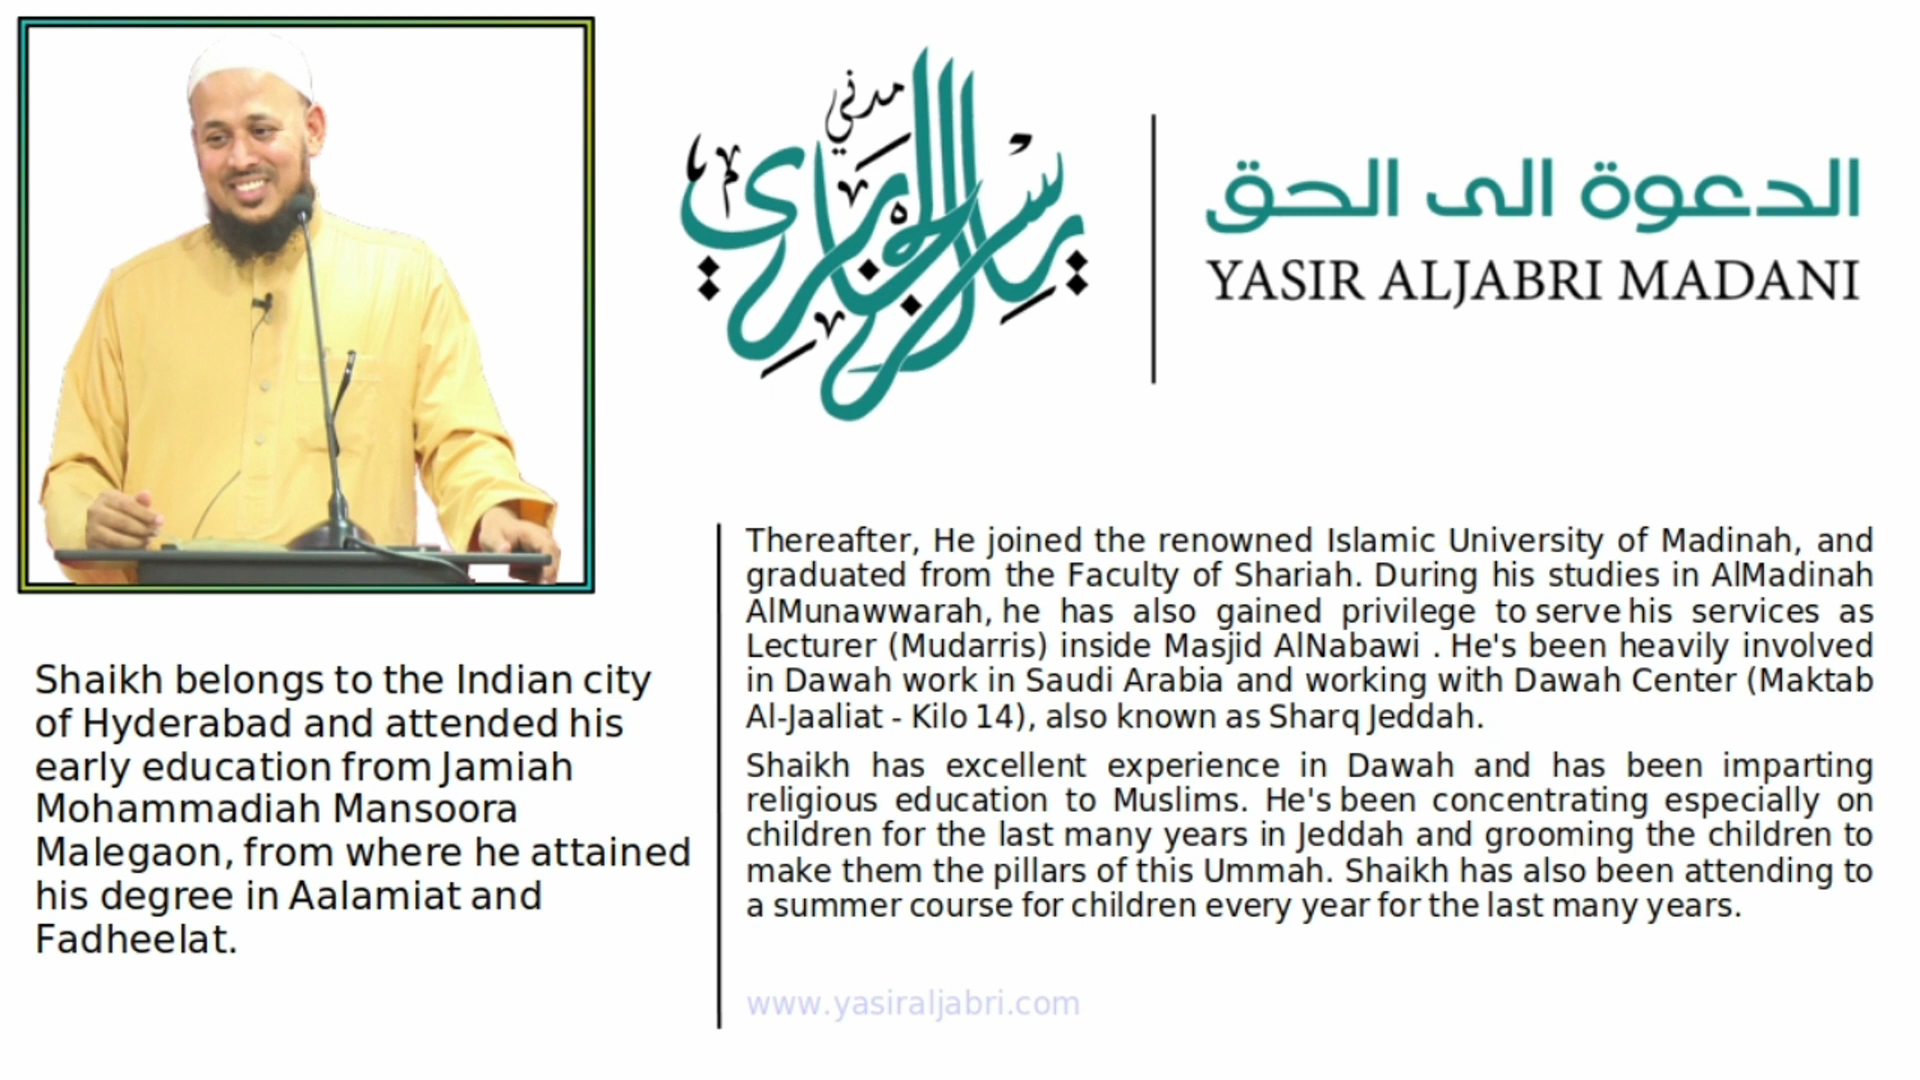 ياسر الجابري
مدني
الدعوة الى الحق
YASIR ALJABRI MADANI
Shaikh belongs to the Indian city
of Hyderabad and attended his
early education from Jamiah
Mohammadiah Mansoora
Malegaon, from where he attained
his degree in Aalamiat and
Fadheelat.
Thereafter, He joined the renowned Islamic University of Madinah, and
graduated from the Faculty of Shariah. During his studies in AlMadinah
AlMunawwarah, he has also gained privilege to serve his services as
Lecturer (Mudarris) inside Masjid AlNabawi . He's been heavily involved
in Dawah work in Saudi Arabia and working with Dawah Center (Maktab
Al-Jaaliat - Kilo 14), also known as Sharq Jeddah.
Shaikh has excellent experience in Dawah and has been imparting
religious education to Muslims. He's been concentrating especially on
children for the last many years in Jeddah and grooming the children to
make them the pillars of this Ummah. Shaikh has also been attending to
a summer course for children every year for the last many years.
www.yasiraljabri.com